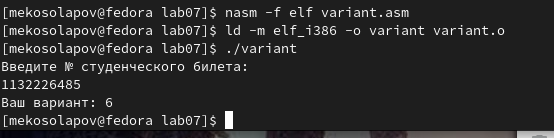 [mekosolapov@fedora lab07]$ nasm -f elf variant.asm
[mekosolapov@fedora lab07]$ ld -m elf_i386 -o variant variant.o
[mekosolapov@fedora lab07]$ ./variant
Введите № студенческого билета:
1132226485
Ваш вариант: 6
[mekosolapov@fedora lab07]$